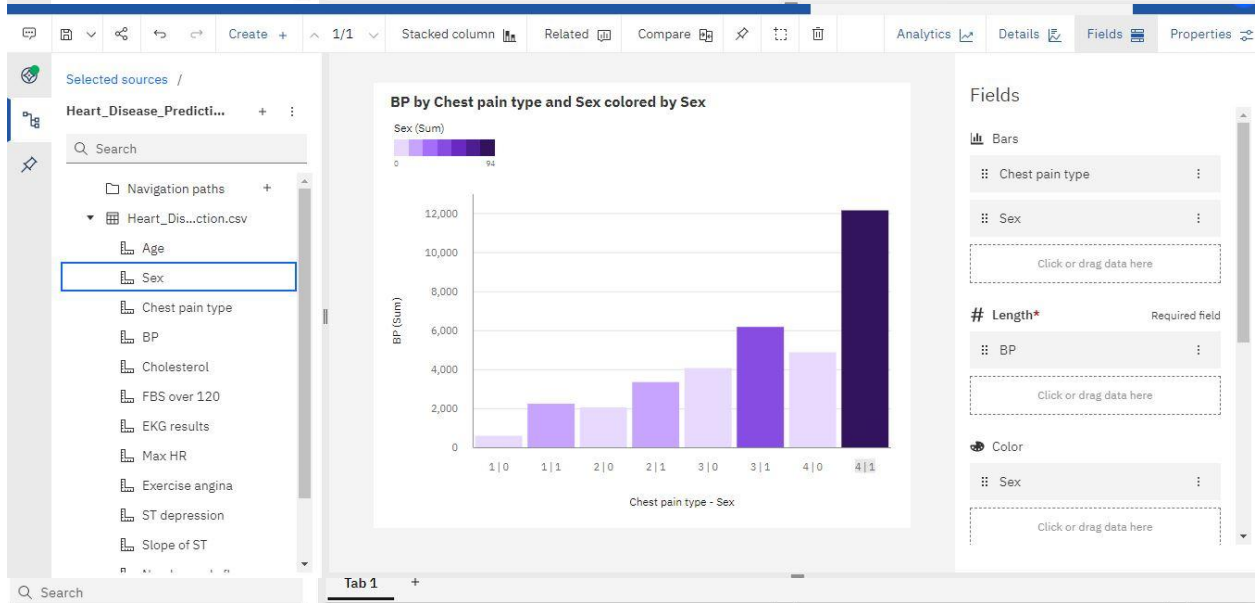 Create +
1/1
Stacked column
Related
Compare
Analytics
Details
Fields
Properties
Selected sources /
Heart_Disease_Predicti... +
Search
Navigation paths +
Heart_Dis...ction.csv
Age
Sex
Chest pain type
BP
Cholesterol
FBS over 120
EKG results
Max HR
Exercise angina
ST depression
Slope of ST
Search
BP by Chest pain type and Sex colored by Sex
Sex (Sum)
0 94
BP (Sum)
12,000
10,000
8,000
6,000
4,000
2,000
0
1|0 1|1 2|0 2|1 3|0 3|1 4|0 4|1
Chest pain type - Sex
Tab 1 +
Fields
Bars
Chest pain type
Sex
Click or drag data here
# Length* Required field
BP
Click or drag data here
Color
Sex
Click or drag data here